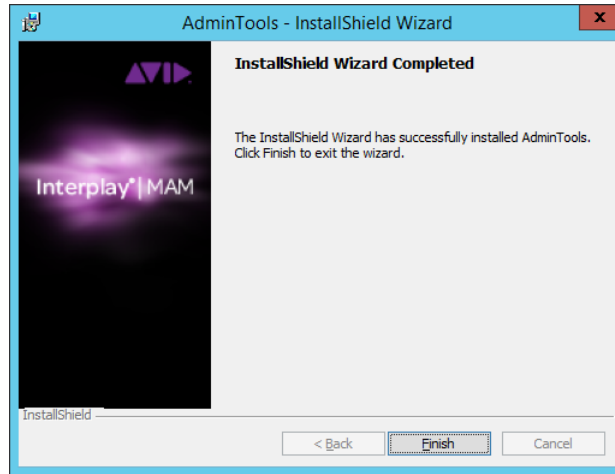 AdminTools - InstallShield Wizard
x
AVID
Interplay® | MAM
InstallShield Wizard Completed
The InstallShield Wizard has successfully installed AdminTools.
Click Finish to exit the wizard.
InstallShield
< Back
Finish
Cancel